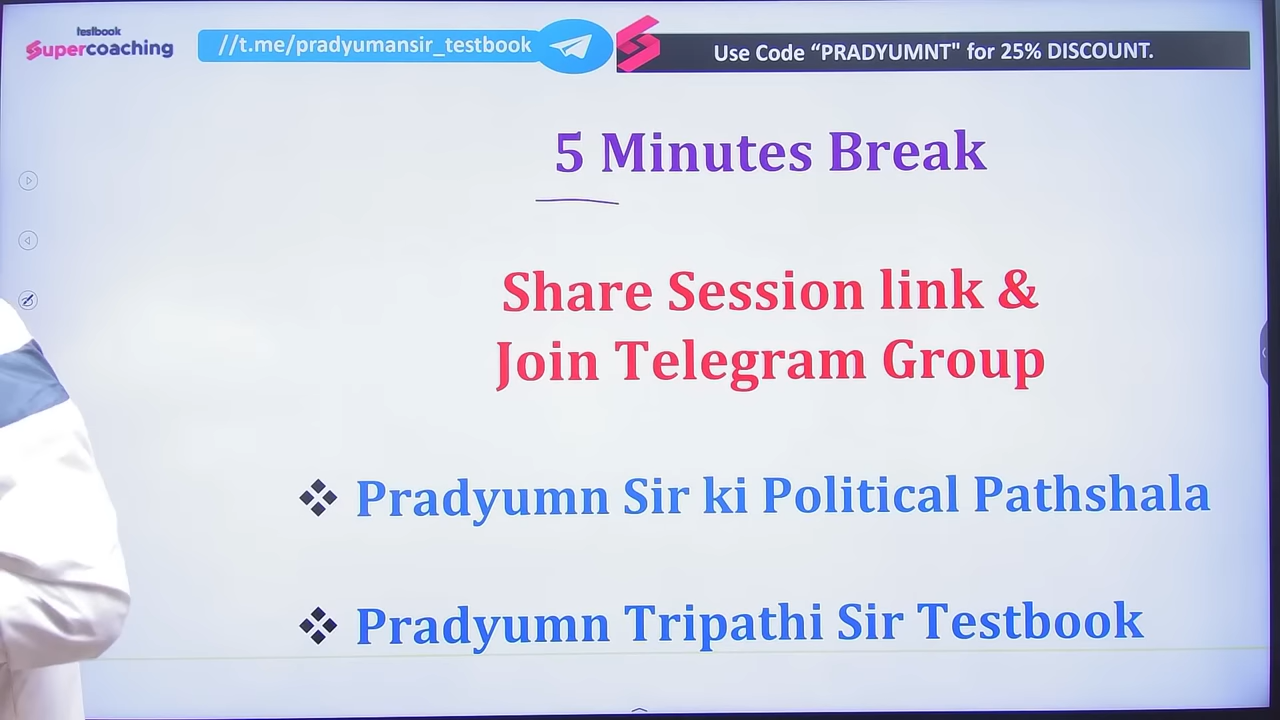 testbook
Supercoaching
//t.me/pradyumansir_testbook
Use Code “PRADYUMNT" for 25% DISCOUNT.
5 Minutes Break
Share Session link &
Join Telegram Group
❖ Pradyumn Sir ki Political Pathshala
❖ Pradyumn Tripathi Sir Testbook